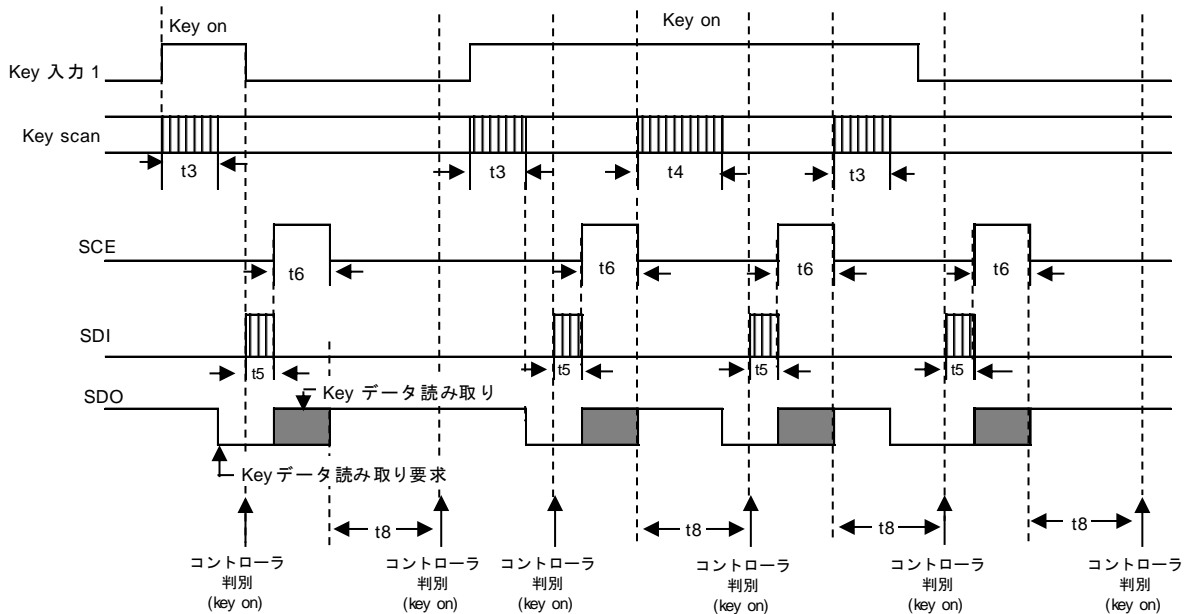 Key on
Key on
Key 入力 1
Key scan
t3
t3
t4
t3
SCE
t6
t6
t6
t6
SDI
t5
t5
t5
t5
SDO
Key データ読み取り
Keyデータ読み取り要求
t8
t8
t8
t8
コントローラ
判別
(key on)
コントローラ
判別
(key on)
コントローラ
判別
(key on)
コントローラ
判別
(key on)
コントローラ
判別
(key on)
コントローラ
判別
(key on)